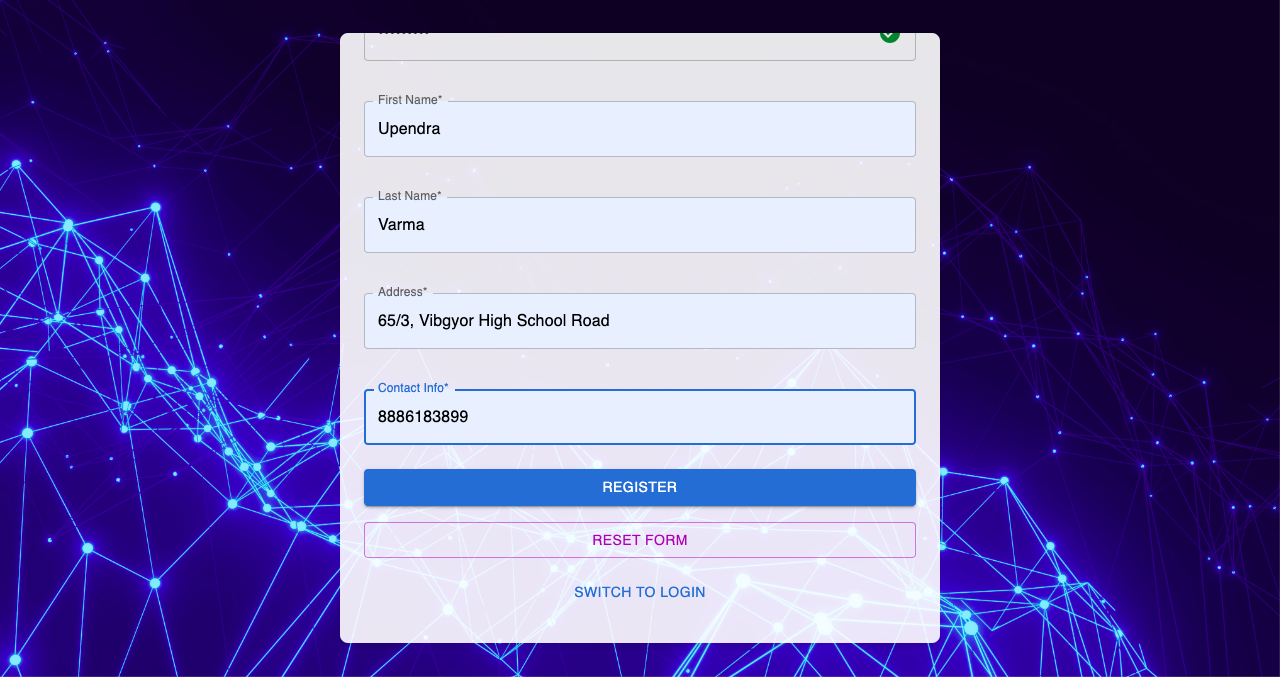 First Name*
Upendra
Last Name*
Varma
Address*
65/3, Vibgyor High School Road
Contact Info*
8886183899
REGISTER
RESET FORM
SWITCH TO LOGIN